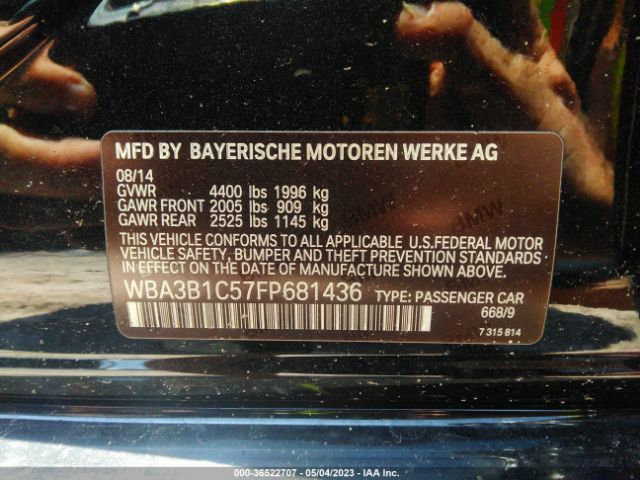 MFD BY BAYERISCHE MOTOREN WERKE AG
08/14
GVWR 4400 lbs 1996 kg
GAWR FRONT 2005 lbs 909 kg
GAWR REAR 2525 lbs 1145 kg
THIS VEHICLE CONFORMS TO ALL APPLICABLE U.S.FEDERAL MOTOR
VEHICLE SAFETY, BUMPER, AND THEFT PREVENTION STANDARDS
IN EFFECT ON THE DATE OF MANUFACTURE SHOWN ABOVE.
WBA3B1C57FP681436 TYPE: PASSENGER CAR
668/9
7 315 814
000-36522707 - 05/04/2023 - IAA Inc.